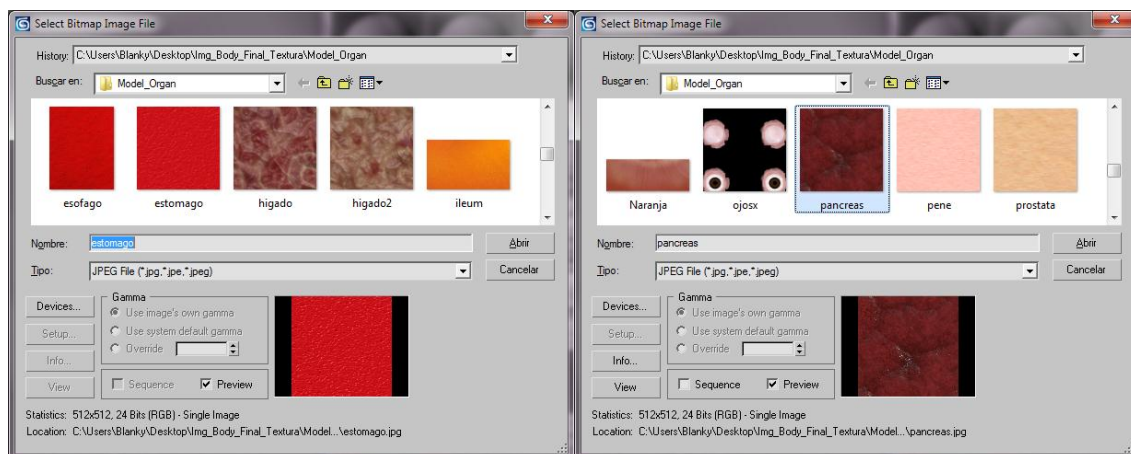 Select Bitmap Image File
History: C:\Users\Blanky\Desktop\Img_Body_Final_Textura\Model_Organ
Buscar en: Model_Organ
esofago estomago higado higado2 ileum
Nombre: estomago Abrir
Tipo: JPEG File (*.jpg,*.jpe,*.jpeg) Cancelar
Devices... Gamma
Use image's own gamma
Setup... Use system default gamma
Info... Override
View Sequence Preview
Statistics: 512x512, 24 Bits (RGB) - Single Image
Location: C:\Users\Blanky\Desktop\Img_Body_Final_Textura\Model...\estomago.jpg
Select Bitmap Image File
History: C:\Users\Blanky\Desktop\Img_Body_Final_Textura\Model_Organ
Buscar en: Model_Organ
Naranja ojosx pancreas pene prostata
Nombre: pancreas Abrir
Tipo: JPEG File (*.jpg,*.jpe,*.jpeg) Cancelar
Devices... Gamma
Use image's own gamma
Setup... Use system default gamma
Info... Override
View Sequence Preview
Statistics: 512x512, 24 Bits (RGB) - Single Image
Location: C:\Users\Blanky\Desktop\Img_Body_Final_Textura\Model...\pancreas.jpg